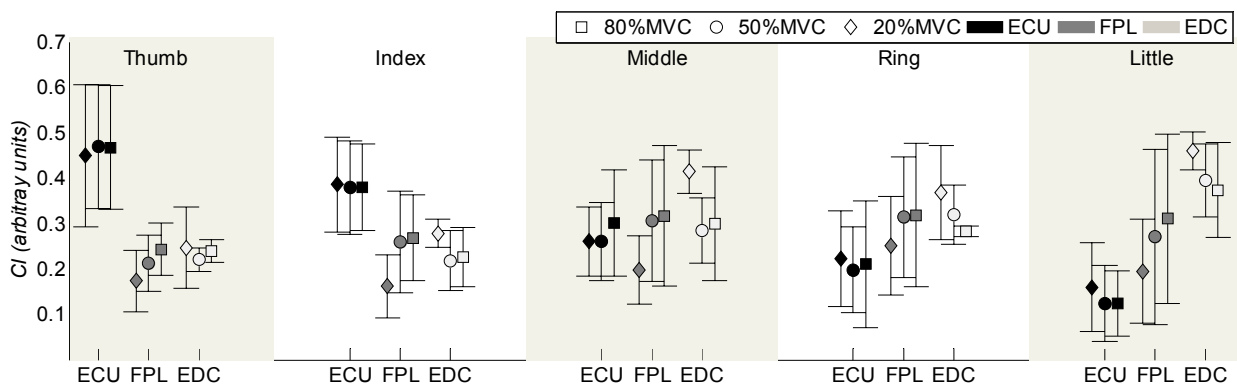 80%MVC 50%MVC 20%MVC ECU FPL EDC
Thumb Index Middle Ring Little
CI (arbitray units)
0.7
0.6
0.5
0.4
0.3
0.2
0.1
ECU FPL EDC ECU FPL EDC ECU FPL EDC ECU FPL EDC ECU FPL EDC